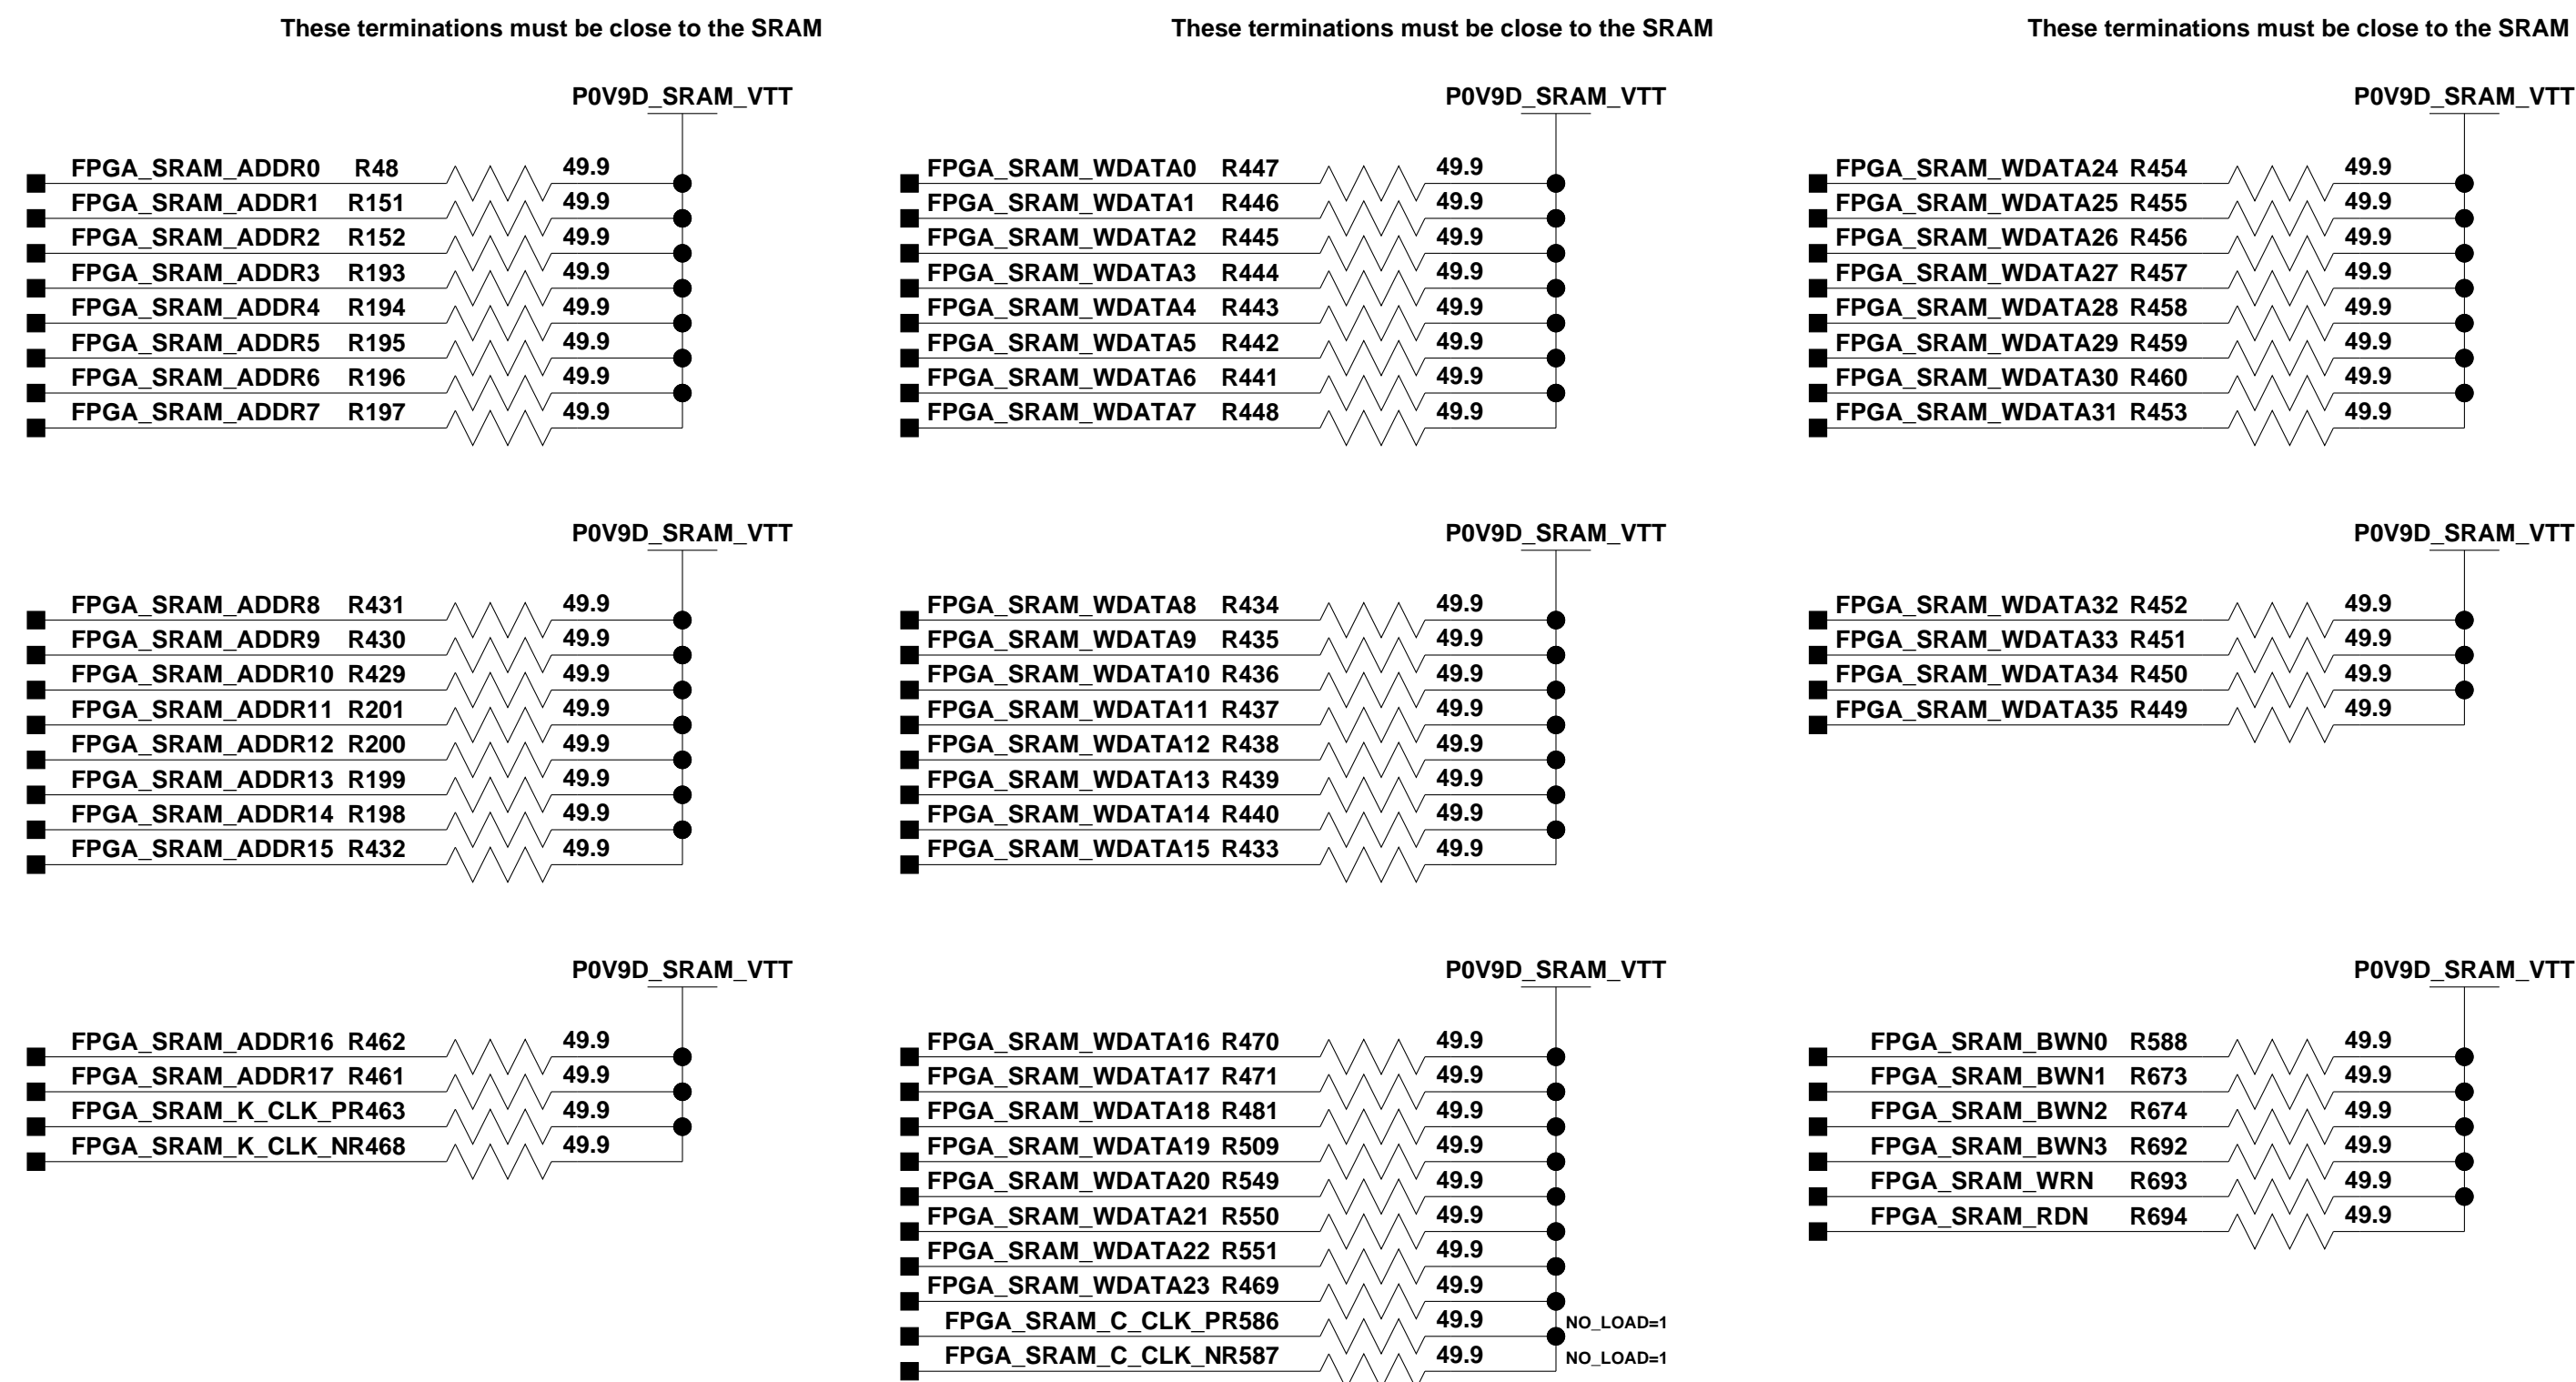 These terminations must be close to the SRAM
P0V9D_SRAM_VTT
FPGA_SRAM_ADDR0 R48 49.9
FPGA_SRAM_ADDR1 R151 49.9
FPGA_SRAM_ADDR2 R152 49.9
FPGA_SRAM_ADDR3 R193 49.9
FPGA_SRAM_ADDR4 R194 49.9
FPGA_SRAM_ADDR5 R195 49.9
FPGA_SRAM_ADDR6 R196 49.9
FPGA_SRAM_ADDR7 R197 49.9
P0V9D_SRAM_VTT
FPGA_SRAM_ADDR8 R431 49.9
FPGA_SRAM_ADDR9 R430 49.9
FPGA_SRAM_ADDR10 R429 49.9
FPGA_SRAM_ADDR11 R201 49.9
FPGA_SRAM_ADDR12 R200 49.9
FPGA_SRAM_ADDR13 R199 49.9
FPGA_SRAM_ADDR14 R198 49.9
FPGA_SRAM_ADDR15 R432 49.9
P0V9D_SRAM_VTT
FPGA_SRAM_ADDR16 R462 49.9
FPGA_SRAM_ADDR17 R461 49.9
FPGA_SRAM_K_CLK_P R463 49.9
FPGA_SRAM_K_CLK_N R468 49.9
These terminations must be close to the SRAM
P0V9D_SRAM_VTT
FPGA_SRAM_WDATA0 R447 49.9
FPGA_SRAM_WDATA1 R446 49.9
FPGA_SRAM_WDATA2 R445 49.9
FPGA_SRAM_WDATA3 R444 49.9
FPGA_SRAM_WDATA4 R443 49.9
FPGA_SRAM_WDATA5 R442 49.9
FPGA_SRAM_WDATA6 R441 49.9
FPGA_SRAM_WDATA7 R448 49.9
P0V9D_SRAM_VTT
FPGA_SRAM_WDATA8 R434 49.9
FPGA_SRAM_WDATA9 R435 49.9
FPGA_SRAM_WDATA10 R436 49.9
FPGA_SRAM_WDATA11 R437 49.9
FPGA_SRAM_WDATA12 R438 49.9
FPGA_SRAM_WDATA13 R439 49.9
FPGA_SRAM_WDATA14 R440 49.9
FPGA_SRAM_WDATA15 R433 49.9
P0V9D_SRAM_VTT
FPGA_SRAM_WDATA16 R470 49.9
FPGA_SRAM_WDATA17 R471 49.9
FPGA_SRAM_WDATA18 R481 49.9
FPGA_SRAM_WDATA19 R509 49.9
FPGA_SRAM_WDATA20 R549 49.9
FPGA_SRAM_WDATA21 R550 49.9
FPGA_SRAM_WDATA22 R551 49.9
FPGA_SRAM_WDATA23 R469 49.9
FPGA_SRAM_C_CLK_P R586 49.9 NO_LOAD=1
FPGA_SRAM_C_CLK_N R587 49.9 NO_LOAD=1
These terminations must be close to the SRAM
P0V9D_SRAM_VTT
FPGA_SRAM_WDATA24 R454 49.9
FPGA_SRAM_WDATA25 R455 49.9
FPGA_SRAM_WDATA26 R456 49.9
FPGA_SRAM_WDATA27 R457 49.9
FPGA_SRAM_WDATA28 R458 49.9
FPGA_SRAM_WDATA29 R459 49.9
FPGA_SRAM_WDATA30 R460 49.9
FPGA_SRAM_WDATA31 R453 49.9
P0V9D_SRAM_VTT
FPGA_SRAM_WDATA32 R452 49.9
FPGA_SRAM_WDATA33 R451 49.9
FPGA_SRAM_WDATA34 R450 49.9
FPGA_SRAM_WDATA35 R449 49.9
P0V9D_SRAM_VTT
FPGA_SRAM_BWN0 R588 49.9
FPGA_SRAM_BWN1 R673 49.9
FPGA_SRAM_BWN2 R674 49.9
FPGA_SRAM_BWN3 R692 49.9
FPGA_SRAM_WRN R693 49.9
FPGA_SRAM_RDN R694 49.9